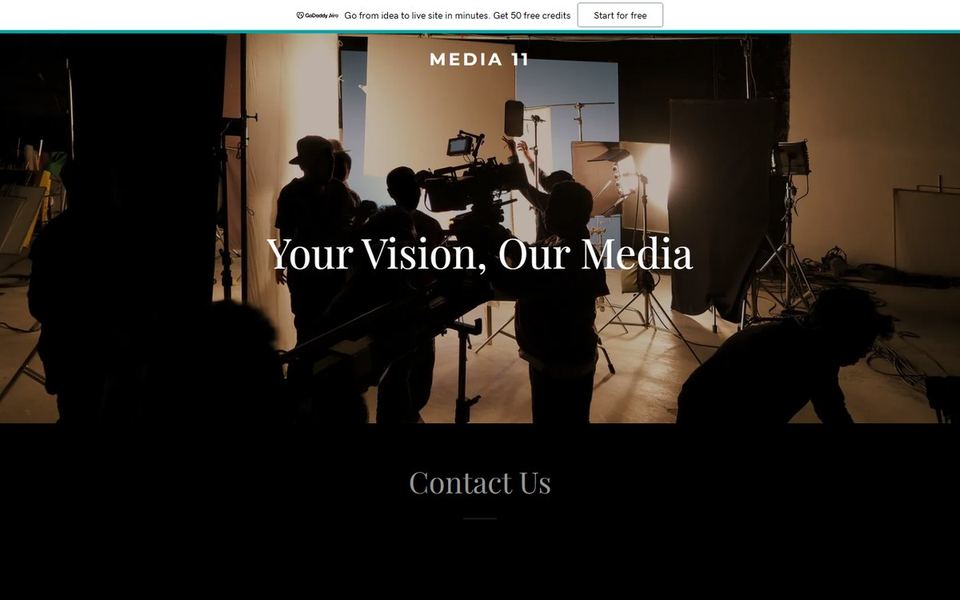 GoDaddy Airo Go from idea to live site in minutes. Get 50 free credits Start for free
MEDIA 11
Your Vision, Our Media
Contact Us